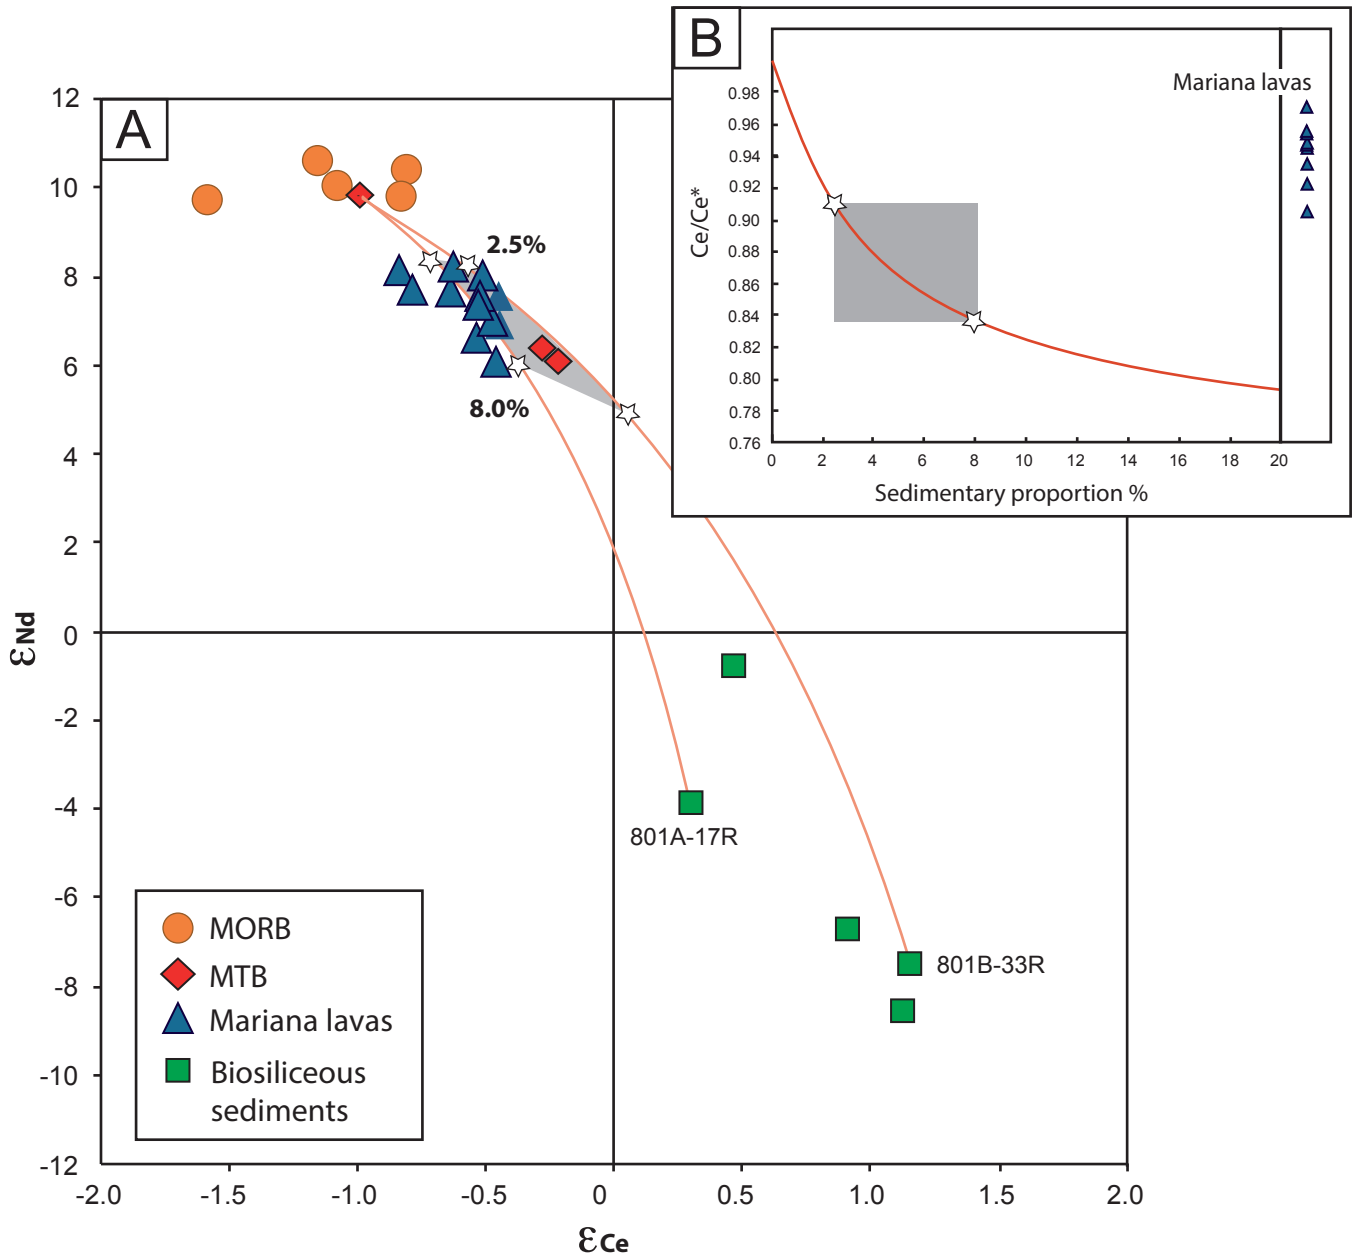 A
12
10
8
6
4
2
0
-2
-4
-6
-8
-10
-12
εNd
-2.0 -1.5 -1.0 -0.5 0 0.5 1.0 1.5 2.0
εCe
2.5%
8.0%
801A-17R
801B-33R
MORB
MTB
Mariana lavas
Biosiliceous
sediments
B
Mariana lavas
0.98
0.96
0.94
0.92
0.90
0.88
0.86
0.84
0.82
0.80
0.78
0.76
Ce/Ce*
0 2 4 6 8 10 12 14 16 18 20
Sedimentary proportion %